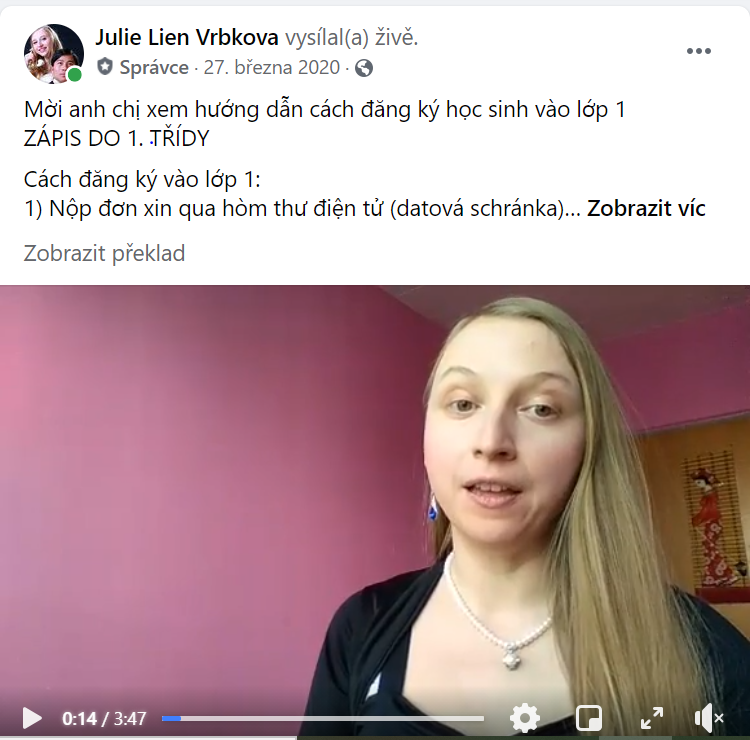 Julie Lien Vrbkova vysílal(a) živě.
Správce · 27. března 2020 ·
Mời anh chị xem hướng dẫn cách đăng ký học sinh vào lớp 1
ZÁPIS DO 1. TŘÍDY
Cách đăng ký vào lớp 1:
1) Nộp đơn xin qua hòm thư điện tử (datová schránka)... Zobrazit víc
Zobrazit překlad
0:14 / 3:47